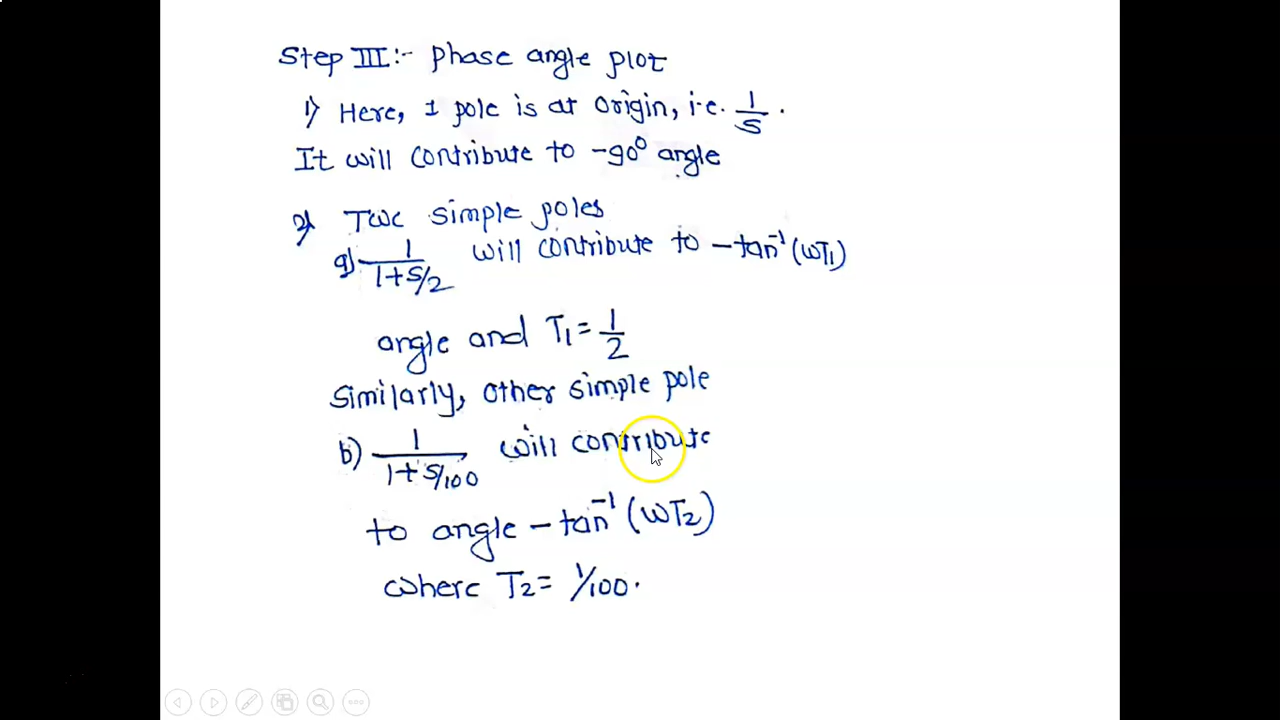 Step III:- Phase angle plot
1) Here, 1 pole is at origin, i.e. 1/s.
It will contribute to -90° angle
2) Two simple poles
a) 1/(1+s/2) will contribute to -tan⁻¹(ωT₁)
angle and T₁ = 1/2
Similarly, other simple pole
b) 1/(1+s/100) will contribute
to angle -tan⁻¹(ωT₂)
where T₂ = 1/100.